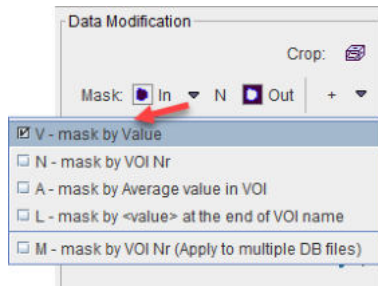 Data Modification
Crop:
Mask: In N Out +
V - mask by Value
N - mask by VOI Nr
A - mask by Average value in VOI
L - mask by <value> at the end of VOI name
M - mask by VOI Nr (Apply to multiple DB files)